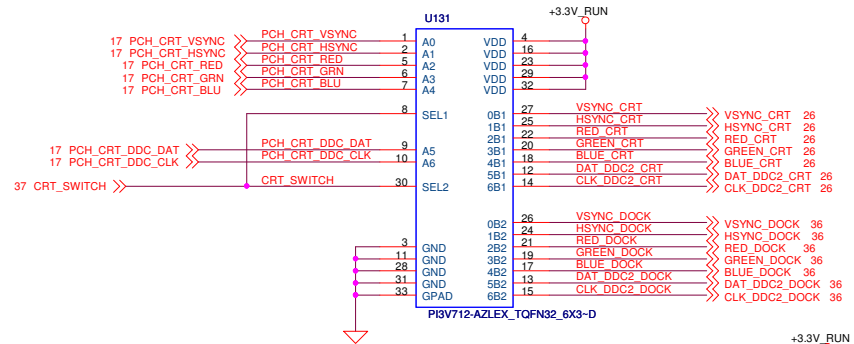 +3.3V_RUN
U131
17 PCH_CRT_VSYNC PCH_CRT_VSYNC 1 A0 VDD 4
17 PCH_CRT_HSYNC PCH_CRT_HSYNC 2 A1 VDD 16
17 PCH_CRT_RED PCH_CRT_RED 5 A2 VDD 23
17 PCH_CRT_GRN PCH_CRT_GRN 6 A3 VDD 29
17 PCH_CRT_BLU PCH_CRT_BLU 7 A4 VDD 32
8 SEL1 0B1 27 VSYNC_CRT VSYNC_CRT 26
1B1 25 HSYNC_CRT HSYNC_CRT 26
2B1 22 RED_CRT RED_CRT 26
17 PCH_CRT_DDC_DAT PCH_CRT_DDC_DAT 9 A5 3B1 20 GREEN_CRT GREEN_CRT 26
17 PCH_CRT_DDC_CLK PCH_CRT_DDC_CLK 10 A6 4B1 18 BLUE_CRT BLUE_CRT 26
5B1 12 DAT_DDC2_CRT DAT_DDC2_CRT 26
37 CRT_SWITCH CRT_SWITCH 30 SEL2 6B1 14 CLK_DDC2_CRT CLK_DDC2_CRT 26
0B2 26 VSYNC_DOCK VSYNC_DOCK 36
1B2 24 HSYNC_DOCK HSYNC_DOCK 36
3 GND 2B2 21 RED_DOCK RED_DOCK 36
11 GND 3B2 19 GREEN_DOCK GREEN_DOCK 36
28 GND 4B2 17 BLUE_DOCK BLUE_DOCK 36
31 GND 5B2 13 DAT_DDC2_DOCK DAT_DDC2_DOCK 36
33 GPAD 6B2 15 CLK_DDC2_DOCK CLK_DDC2_DOCK 36
PI3V712-AZLEX_TQFN32_6X3~D
+3.3V_RUN